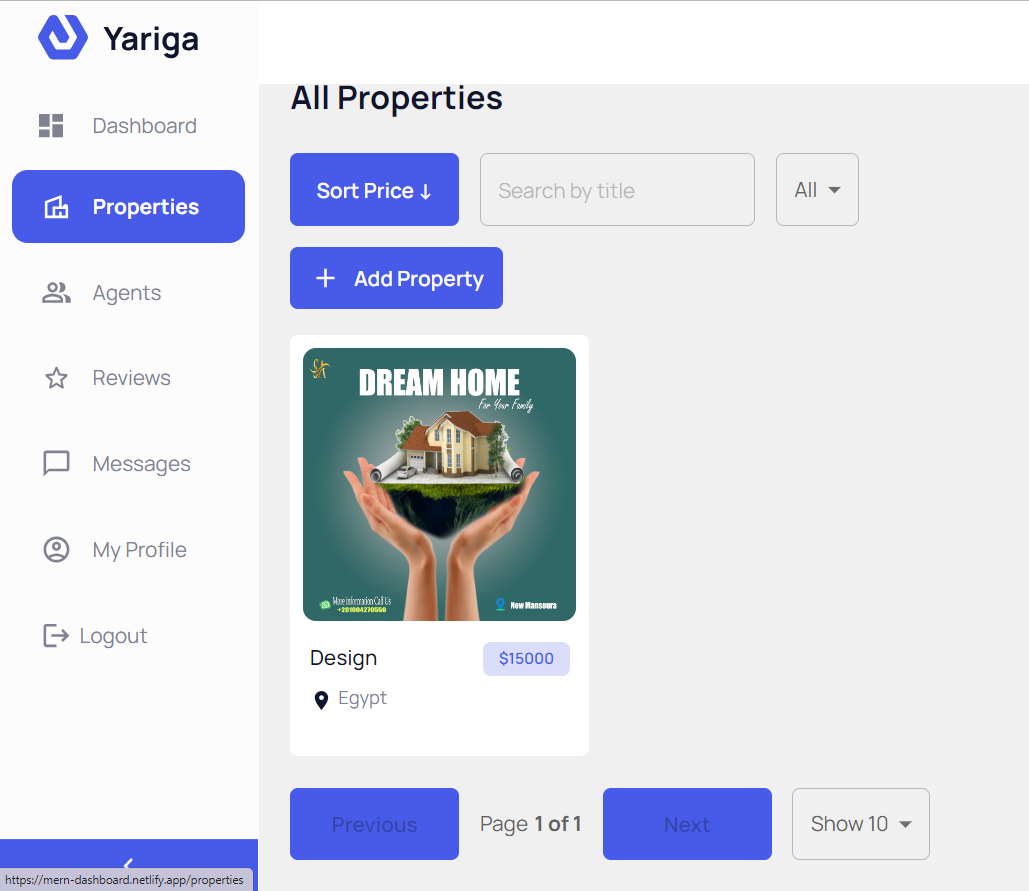 Yariga
Dashboard
Properties
Agents
Reviews
Messages
My Profile
Logout
https://mern-dashboard.netlify.app/properties
All Properties
Sort Price ↓
Search by title
All
+ Add Property
DREAM HOME
For Your Family
More information Call Us
+201004270550
New Mansoura
Design
$15000
Egypt
Previous
Page 1 of 1
Next
Show 10